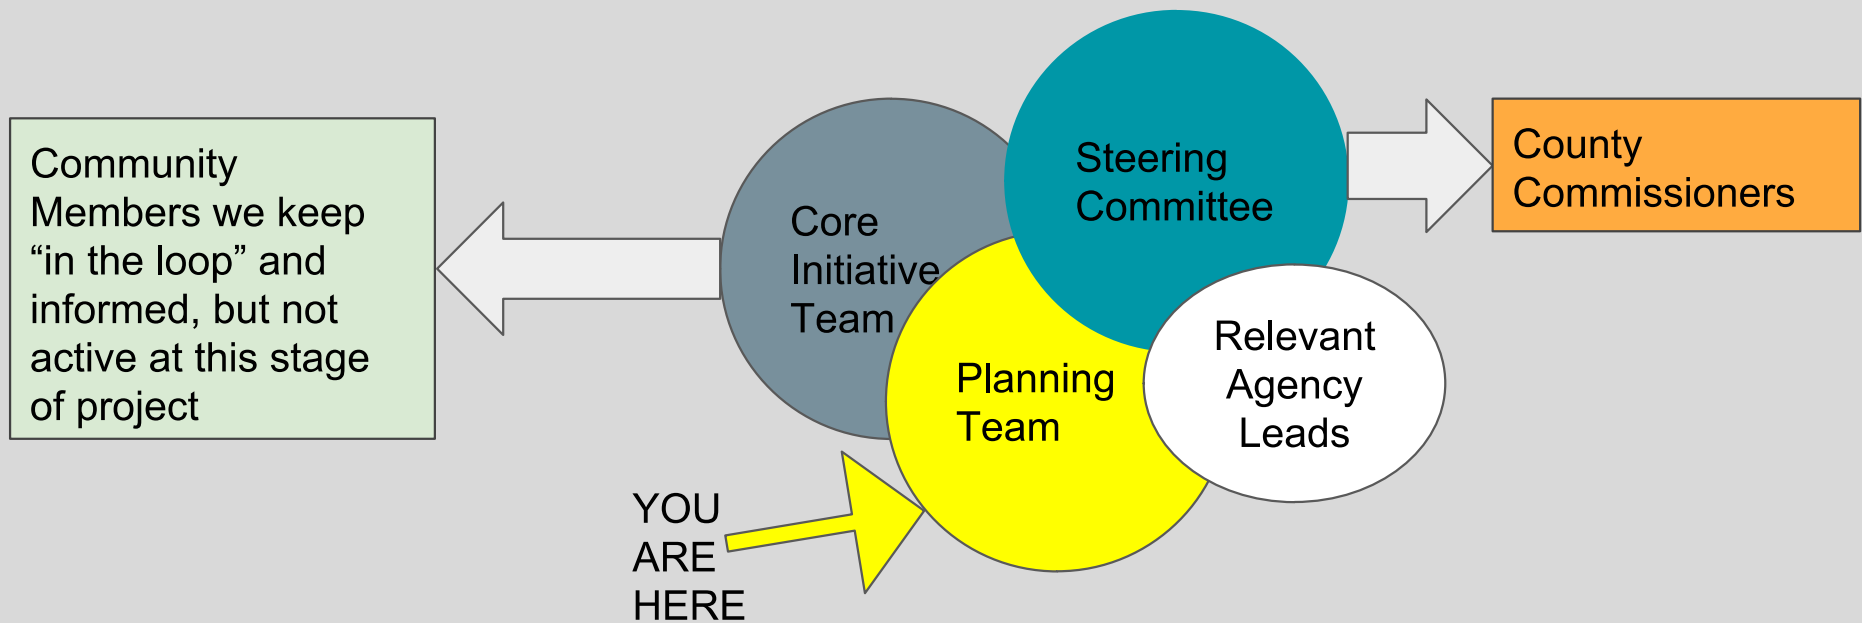 Community
Members we keep
“in the loop” and
informed, but not
active at this stage
of project
Core
Initiative
Team
Steering
Committee
County
Commissioners
Planning
Team
Relevant
Agency
Leads
YOU
ARE
HERE